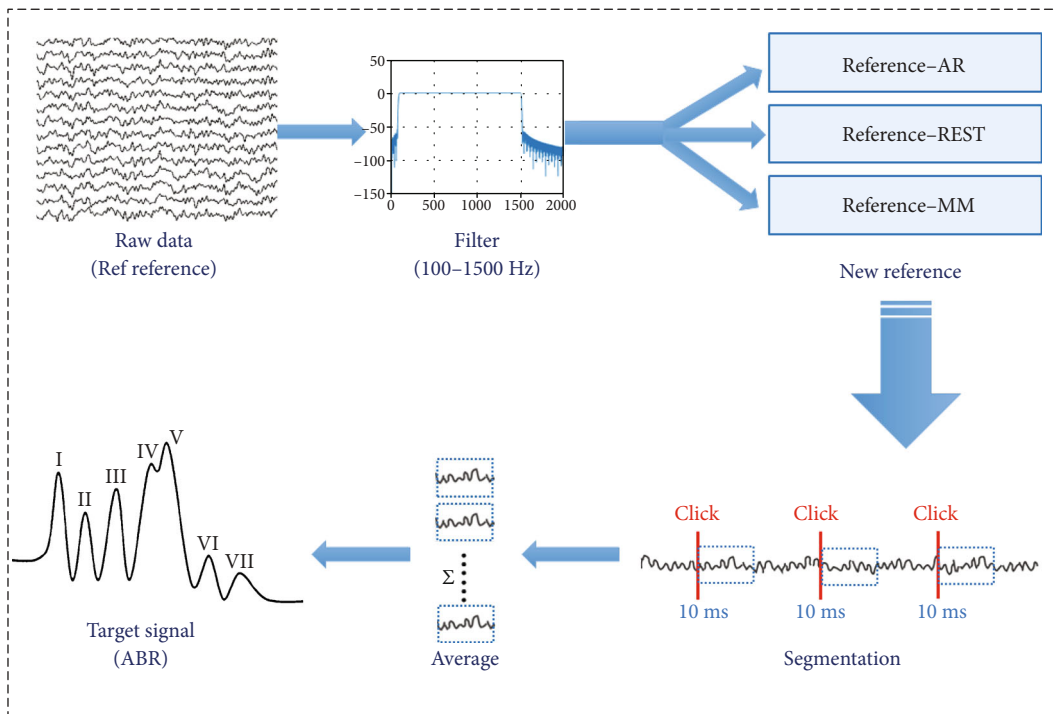 50
0
−50
−100
−150
0 500 1000 1500 2000
Raw data
(Ref reference)
Filter
(100–1500 Hz)
Reference–AR
Reference–REST
Reference–MM
New reference
Click Click Click
10 ms 10 ms 10 ms
Segmentation
Σ
Average
I II III IV V VI VII
Target signal
(ABR)